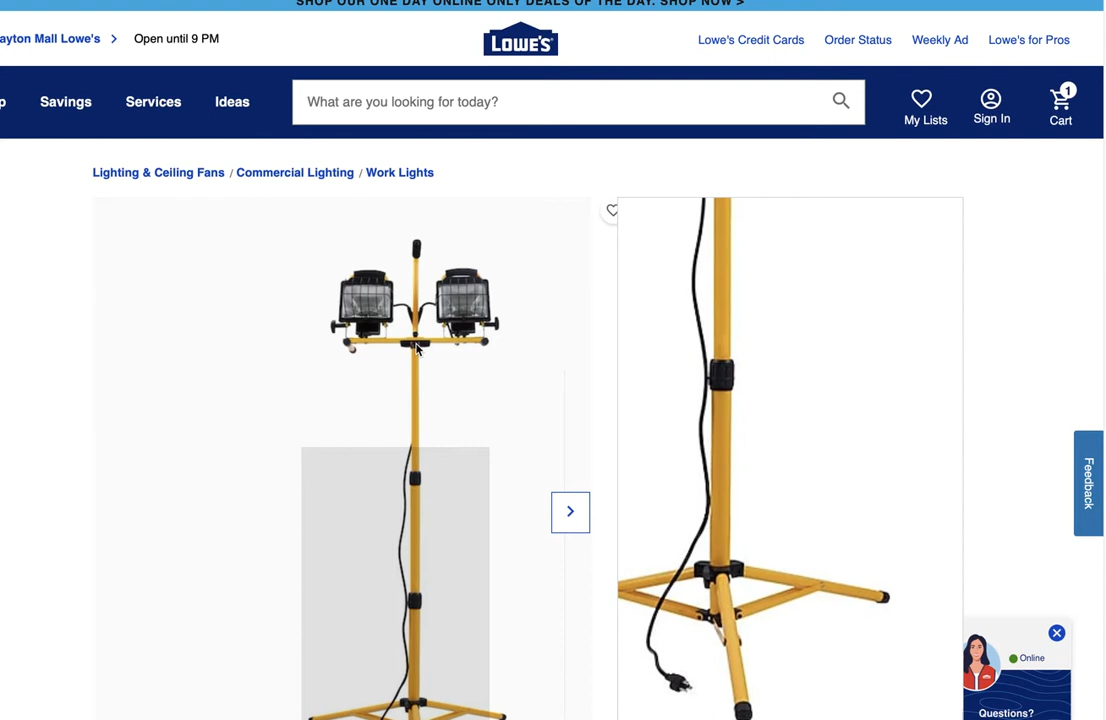 SHOP OUR ONE DAY ONLINE ONLY DEALS OF THE DAY. SHOP NOW >
ayton Mall Lowe's Open until 9 PM
LOWE'S
Lowe's Credit Cards Order Status Weekly Ad Lowe's for Pros
p Savings Services Ideas
What are you looking for today?
1
My Lists Sign In Cart
Lighting & Ceiling Fans / Commercial Lighting / Work Lights
Feedback
Online
Questions?